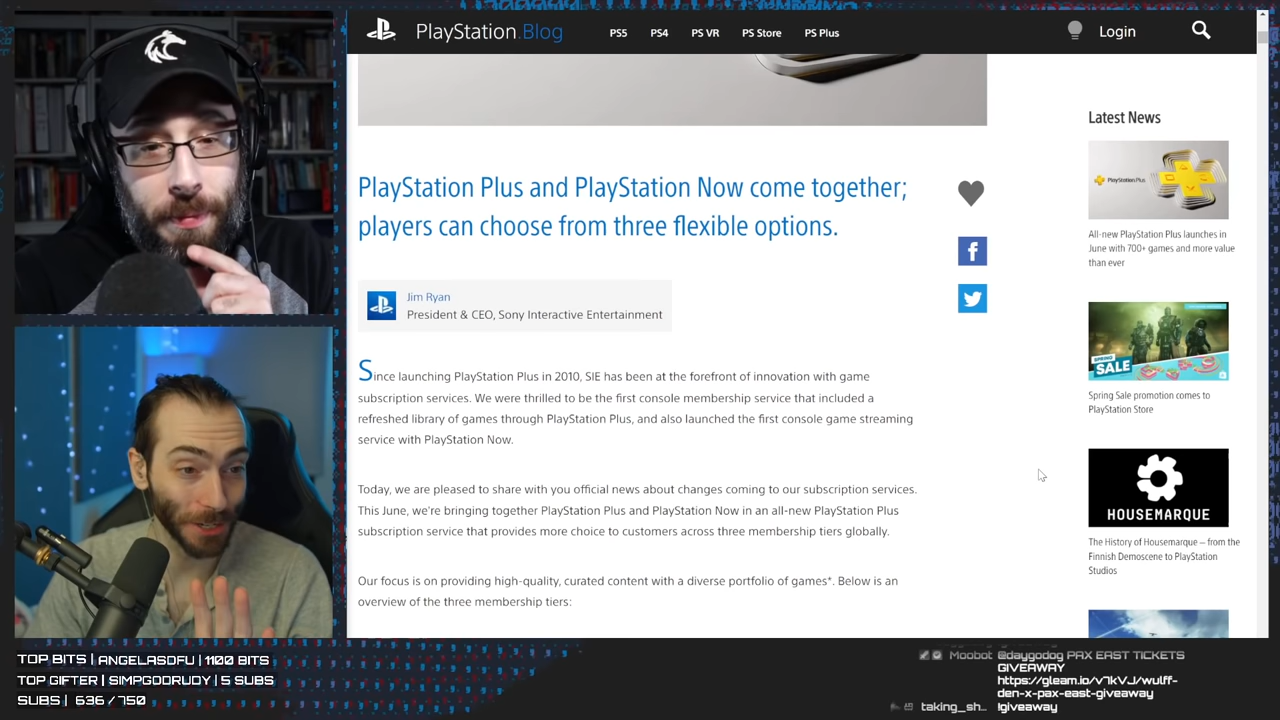 PlayStation.Blog
PS5
PS4
PS VR
PS Store
PS Plus
Login
PlayStation Plus and PlayStation Now come together;
players can choose from three flexible options.
Jim Ryan
President & CEO, Sony Interactive Entertainment
Since launching PlayStation Plus in 2010, SIE has been at the forefront of innovation with game
subscription services. We were thrilled to be the first console membership service that included a
refreshed library of games through PlayStation Plus, and also launched the first console game streaming
service with PlayStation Now.
Today, we are pleased to share with you official news about changes coming to our subscription services.
This June, we're bringing together PlayStation Plus and PlayStation Now in an all-new PlayStation Plus
subscription service that provides more choice to customers across three membership tiers globally.
Our focus is on providing high-quality, curated content with a diverse portfolio of games*. Below is an
overview of the three membership tiers:
Latest News
PlayStation.Plus
All-new PlayStation Plus launches in
June with 700+ games and more value
than ever
SPRING
SALE
Spring Sale promotion comes to
PlayStation Store
HOUSEMARQUE
The History of Housemarque – from the
Finnish Demoscene to PlayStation
Studios
TOP BITS | ANGELASDFU | 1100 BITS
TOP GIFTER | SIMPGODRUDY | 5 SUBS
SUBS | 636 / 750
Moobot @daygodog PAX EAST TICKETS
GIVEAWAY
https://gleam.io/v7kVJ/wulff-
den-x-pax-east-giveaway
taking_sh... !giveaway